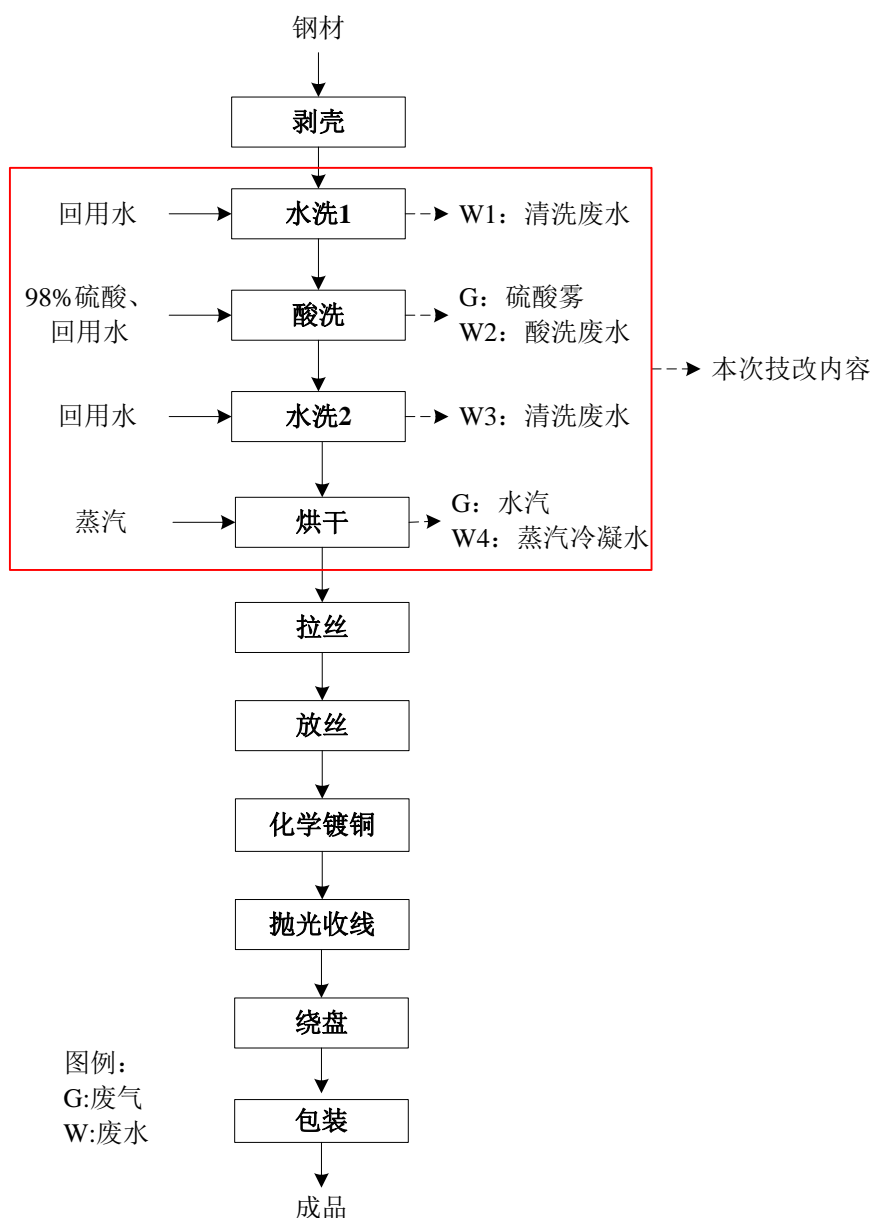 钢材
剥壳
回用水
水洗1
W1：清洗废水
98%硫酸、
回用水
酸洗
G：硫酸雾
W2：酸洗废水
本次技改内容
回用水
水洗2
W3：清洗废水
蒸汽
烘干
G：水汽
W4：蒸汽冷凝水
拉丝
放丝
化学镀铜
抛光收线
绕盘
图例：
G:废气
W:废水
包装
成品